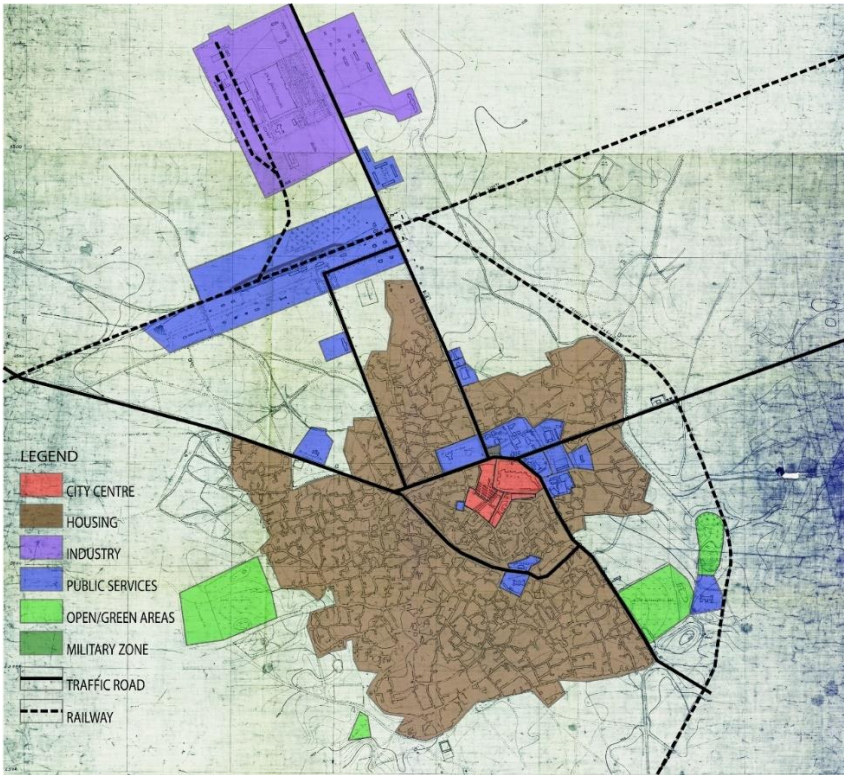 LEGEND
CITY CENTRE
HOUSING
INDUSTRY
PUBLIC SERVICES
OPEN/GREEN AREAS
MILITARY ZONE
TRAFFIC ROAD
RAILWAY